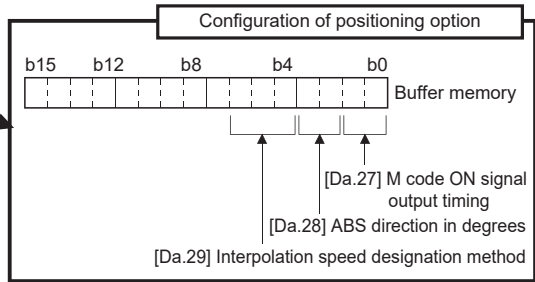 Configuration of positioning option
b15 b12 b8 b4 b0
Buffer memory
[Da.27] M code ON signal
output timing
[Da.28] ABS direction in degrees
[Da.29] Interpolation speed designation method